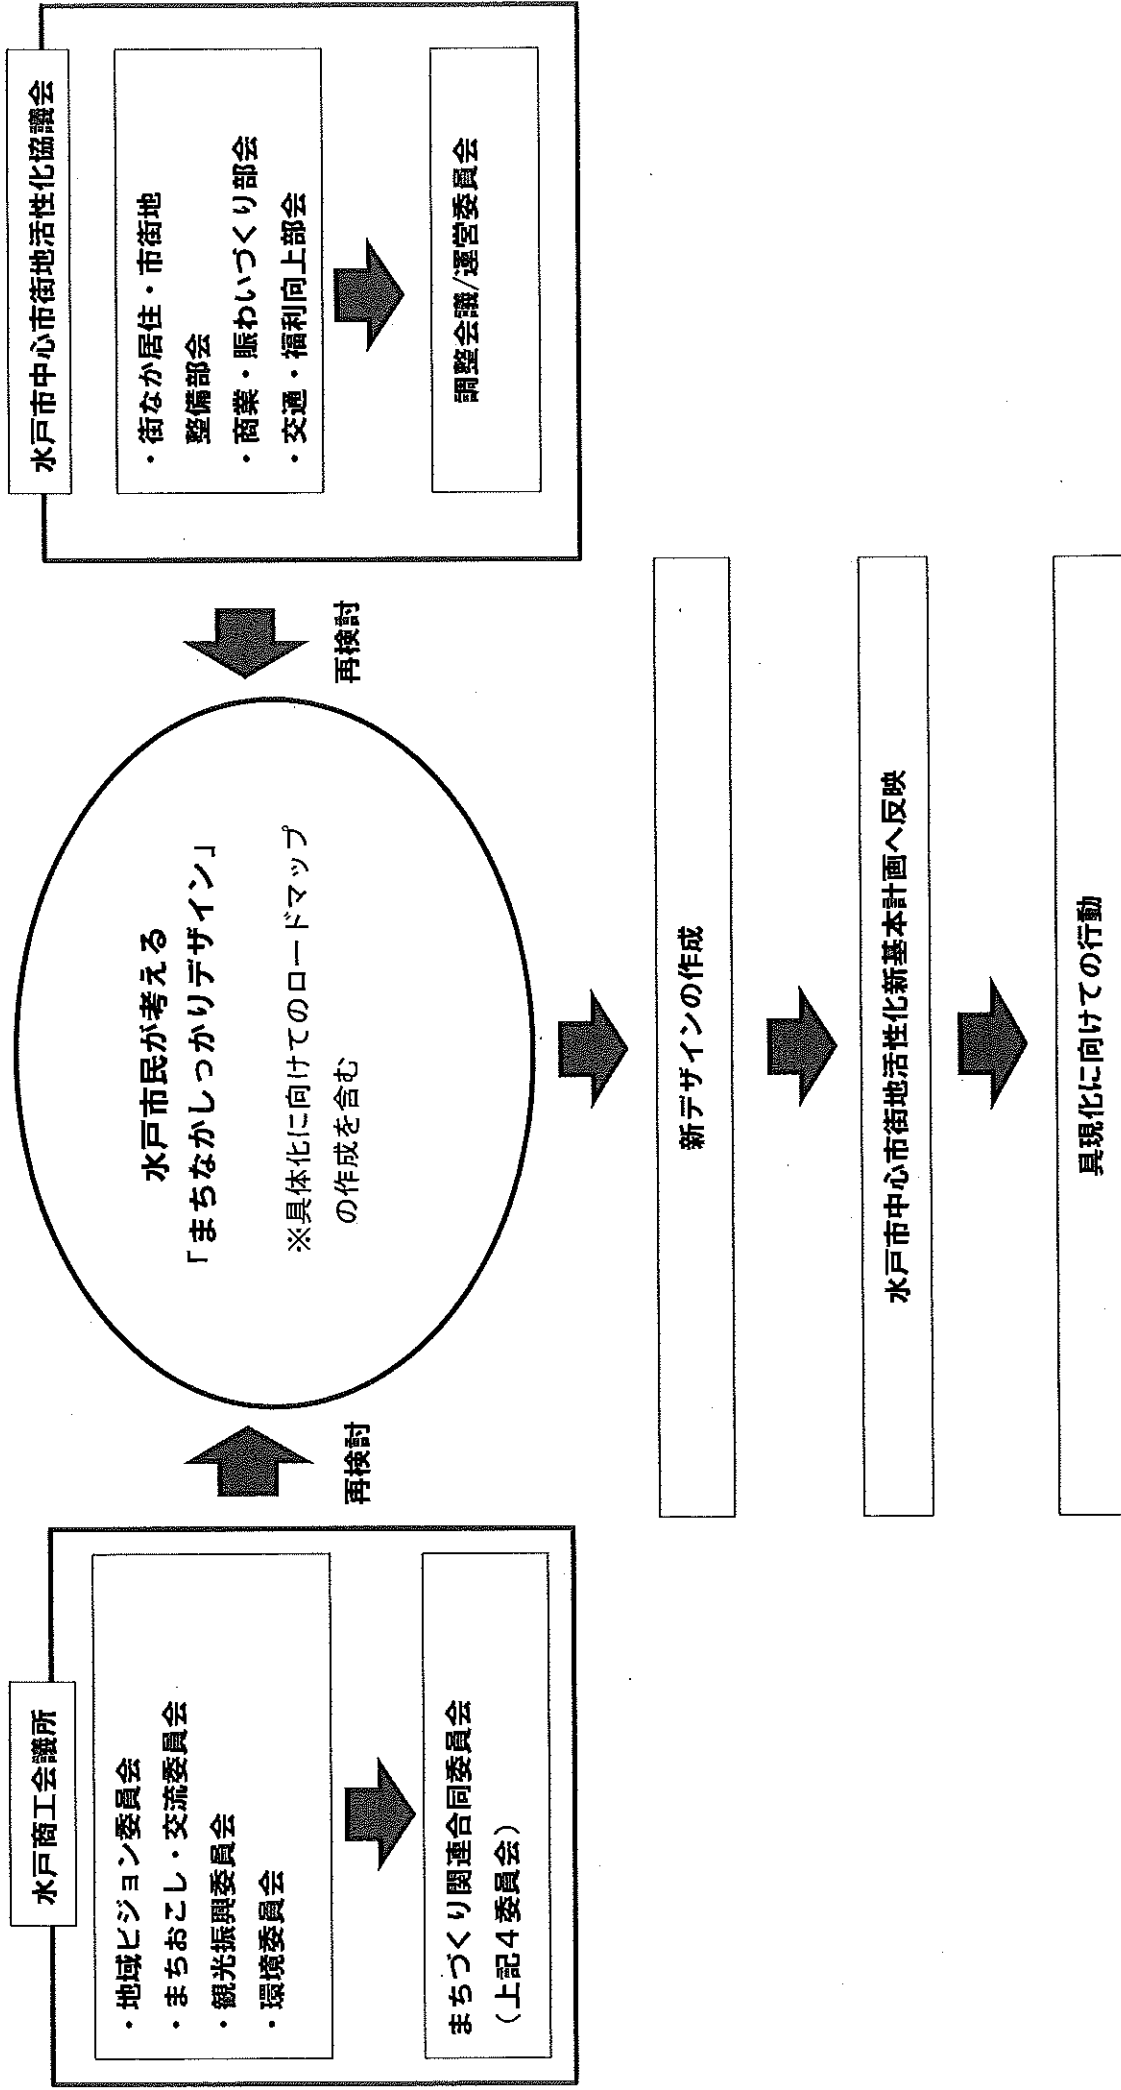 水戸商工会議所
・地域ビジョン委員会
・まちおこし・交流委員会
・観光振興委員会
・環境委員会
まちづくり関連合同委員会
（上記４委員会）
再検討
水戸市民が考える
「まちなかしっかりデザイン」
※具体化に向けてのロードマップ
の作成を含む
再検討
水戸市中心市街地活性化協議会
・街なか居住・市街地
整備部会
・商業・賑わいづくり部会
・交通・福利向上部会
調整会議/運営委員会
新デザインの作成
水戸市中心市街地活性化新基本計画へ反映
具現化に向けての行動